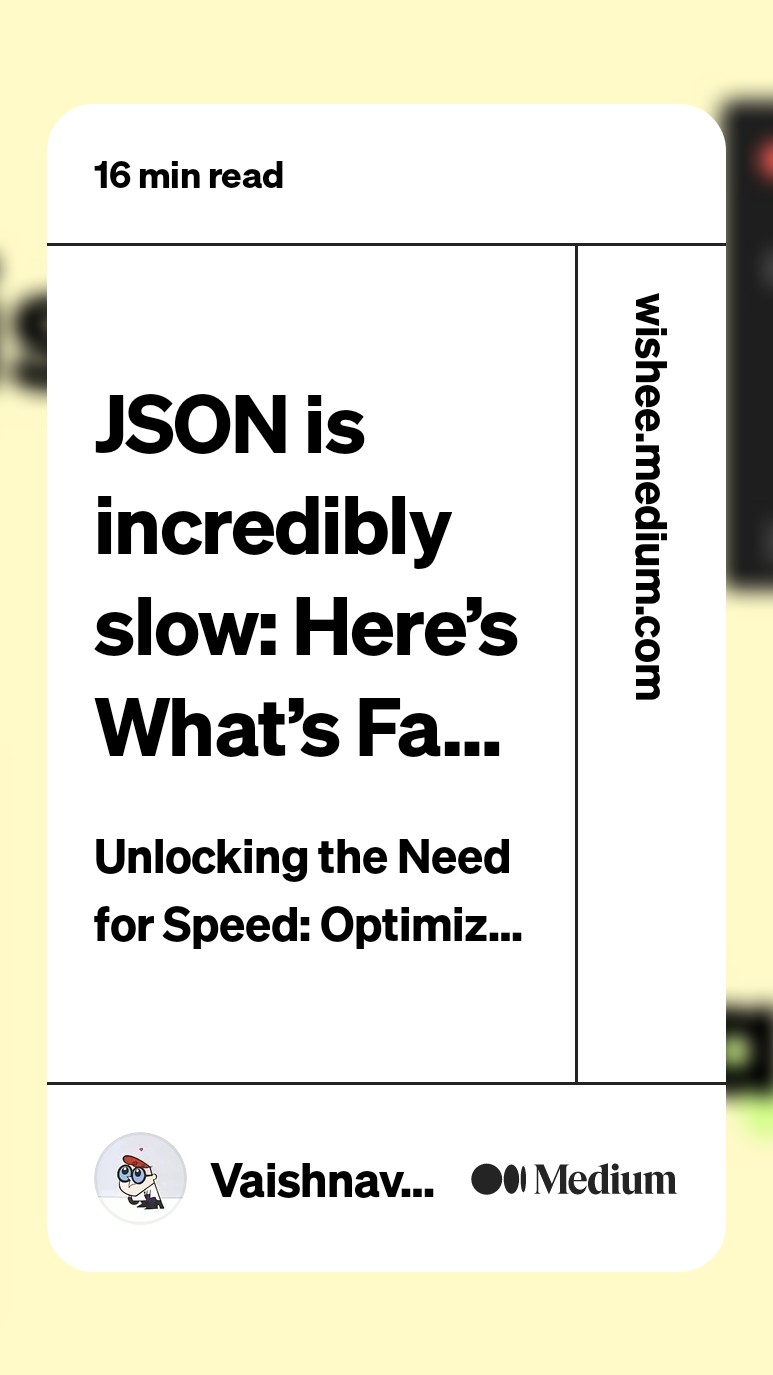 16 min read
JSON is
incredibly
slow: Here’s
What’s Fa...
Unlocking the Need
for Speed: Optimiz...
wishee.medium.com
Vaishnav...
Medium